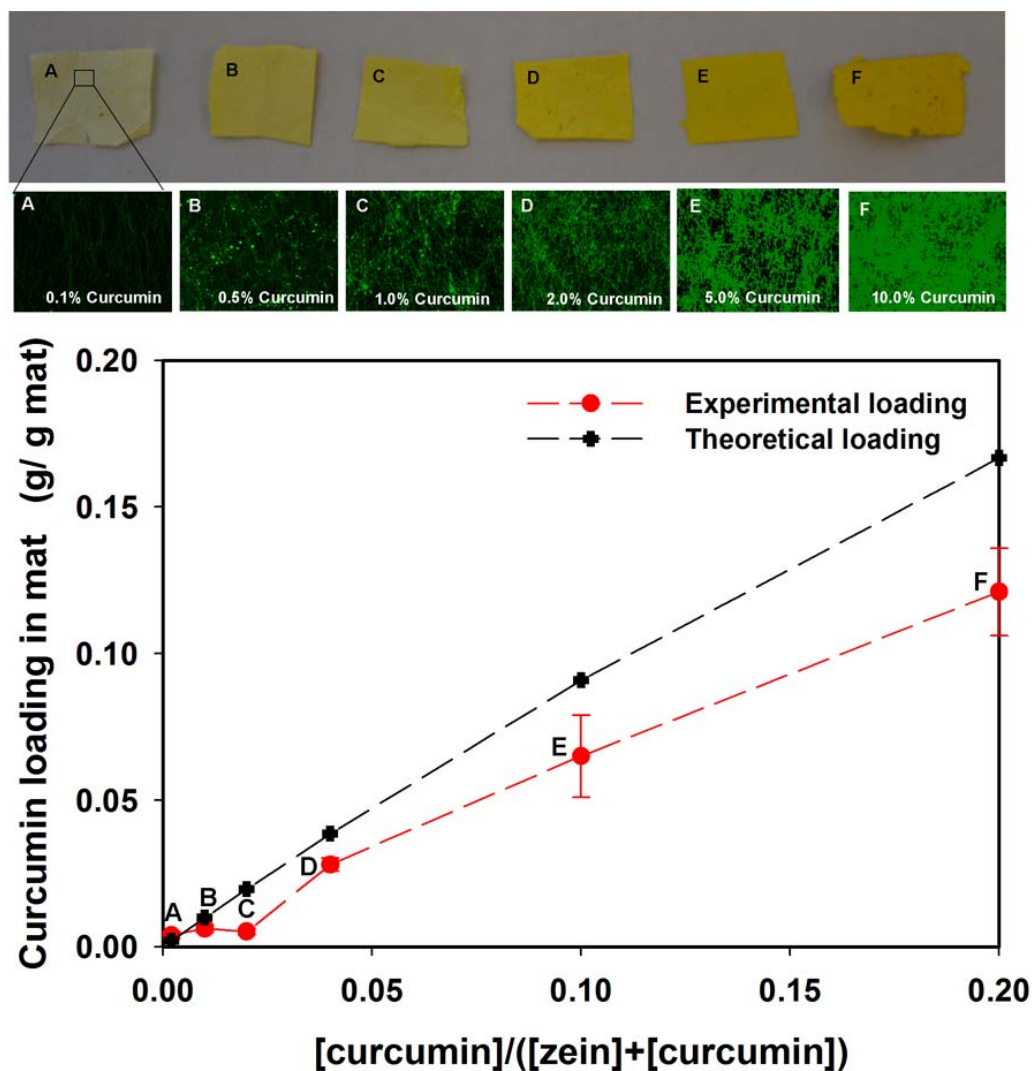 A B C D E F
A B C D E F
0.1% Curcumin 0.5% Curcumin 1.0% Curcumin 2.0% Curcumin 5.0% Curcumin 10.0% Curcumin
Curcumin loading in mat (g/ g mat)
0.20
0.15
0.10
0.05
0.00
Experimental loading
Theoretical loading
F
E
D
A
B
C
0.00 0.05 0.10 0.15 0.20
[curcumin]/([zein]+[curcumin])